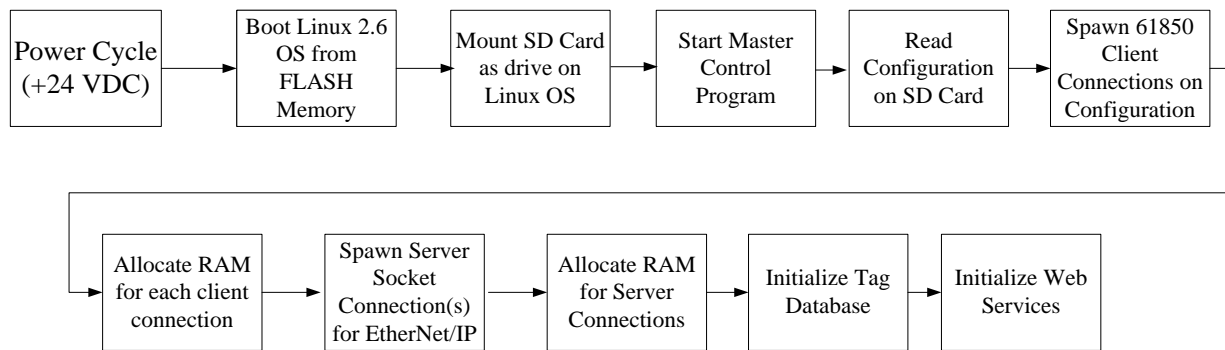 Power Cycle
(+24 VDC)
Boot Linux 2.6
OS from
FLASH
Memory
Mount SD Card
as drive on
Linux OS
Start Master
Control
Program
Read
Configuration
on SD Card
Spawn 61850
Client
Connections on
Configuration
Allocate RAM
for each client
connection
Spawn Server
Socket
Connection(s)
for EtherNet/IP
Allocate RAM
for Server
Connections
Initialize Tag
Database
Initialize Web
Services